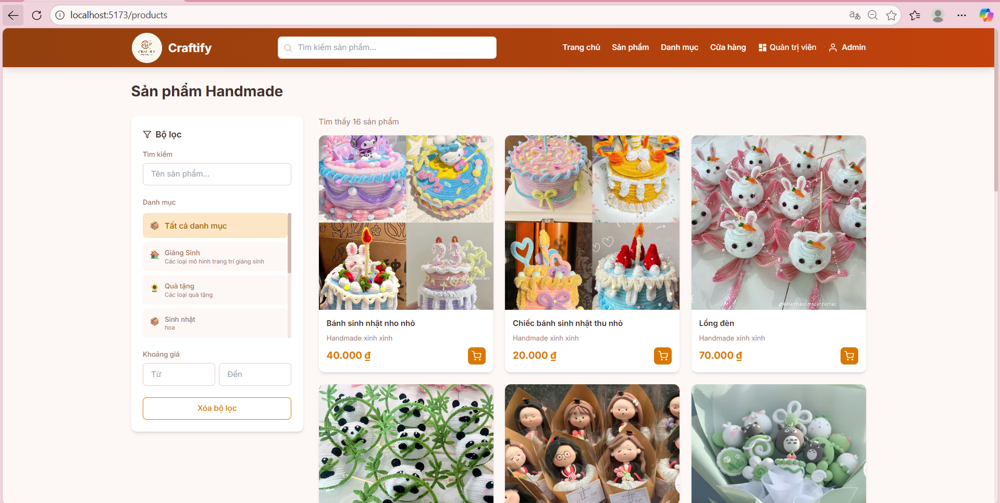 localhost:5173/products
CRAFTIFY
Craftify
Tìm kiếm sản phẩm...
Trang chủ
Sản phẩm
Danh mục
Cửa hàng
Quản trị viên
Admin
Sản phẩm Handmade
Bộ lọc
Tìm kiếm
Tên sản phẩm...
Danh mục
Tất cả danh mục
Giáng Sinh
Các loại mô hình trang trí giáng sinh
Quà tặng
Các loại quà tặng
Sinh nhật
hoa
Khoảng giá
Từ
Đến
Xóa bộ lọc
Tìm thấy 16 sản phẩm
23
Bánh sinh nhật nho nhỏ
Handmade xinh xinh
40.000 ₫
Chiếc bánh sinh nhật thu nhỏ
Handmade xinh xinh
20.000 ₫
@tiemhandmadenhameo
Lồng đèn
Handmade xinh xinh
70.000 ₫